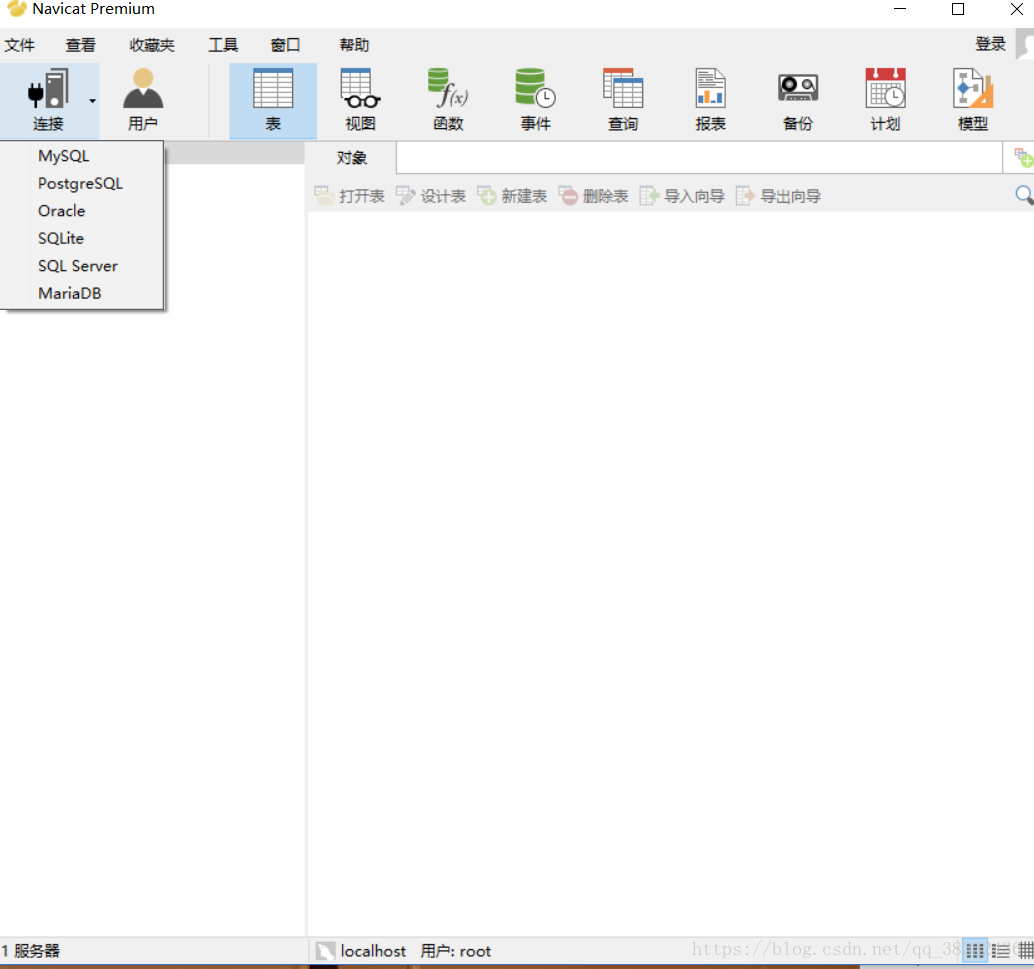 Navicat Premium
文件 查看 收藏夹 工具 窗口 帮助 登录
连接 用户 表 视图 函数 事件 查询 报表 备份 计划 模型
MySQL
PostgreSQL
Oracle
SQLite
SQL Server
MariaDB
对象
打开表 设计表 新建表 删除表 导入向导 导出向导
1 服务器 localhost 用户: root
https://blog.csdn.net/qq_38